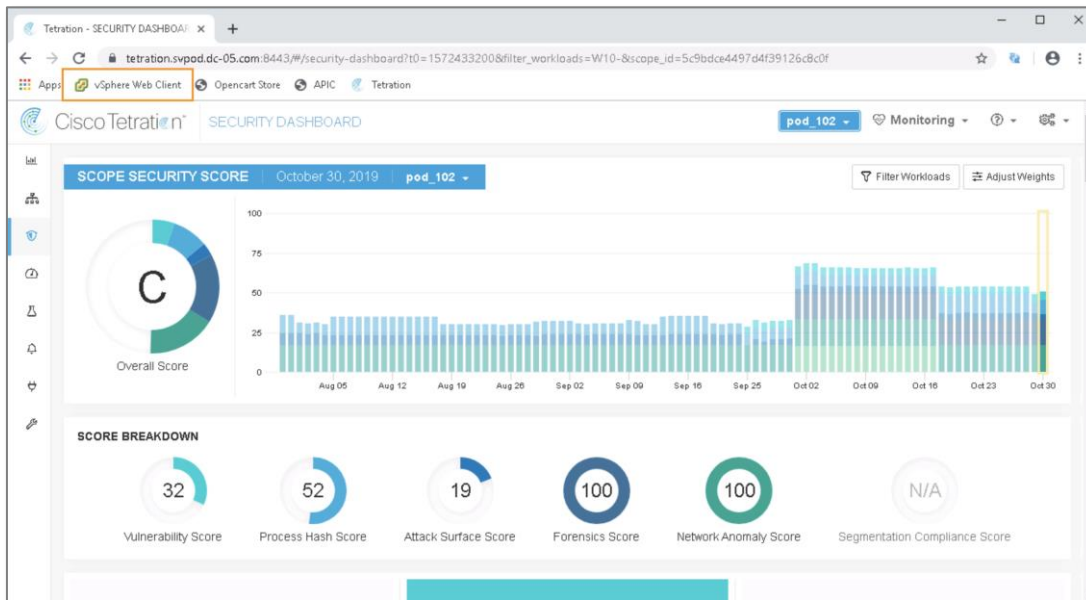 Tetration - SECURITY DASHBOAR
tetration.svpod.dc-05.com:8443/#/security-dashboard?t0=1572433200&filter_workloads=W10-&scope_id=5c9bdce4497d4f39126c8c0f
Apps vSphere Web Client Opencart Store APIC Tetration
Cisco Tetration™ SECURITY DASHBOARD pod_102 Monitoring
SCOPE SECURITY SCORE October 30, 2019 pod_102 Filter Workloads Adjust Weights
100
75
50
25
0
C
Overall Score
Aug 05 Aug 12 Aug 19 Aug 26 Sep 02 Sep 09 Sep 16 Sep 25 Oct 02 Oct 09 Oct 16 Oct 23 Oct 30
SCORE BREAKDOWN
32 52 19 100 100 N/A
Vulnerability Score Process Hash Score Attack Surface Score Forensics Score Network Anomaly Score Segmentation Compliance Score